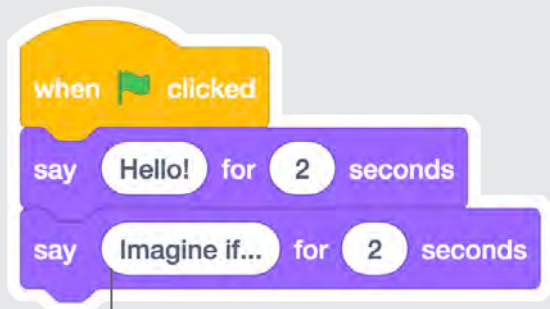 when clicked
say Hello! for 2 seconds
say Imagine if... for 2 seconds